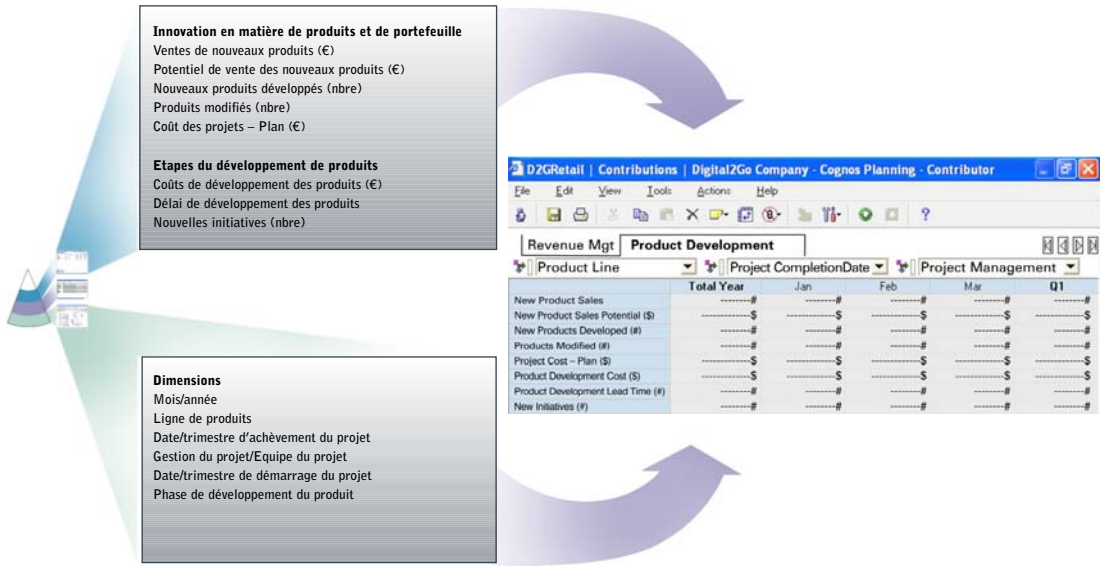 Innovation en matière de produits et de portefeuille
Ventes de nouveaux produits (€)
Potentiel de vente des nouveaux produits (€)
Nouveaux produits développés (nbre)
Produits modifiés (nbre)
Coût des projets – Plan (€)
Etapes du développement de produits
Coûts de développement des produits (€)
Délai de développement des produits
Nouvelles initiatives (nbre)
Dimensions
Mois/année
Ligne de produits
Date/trimestre d'achèvement du projet
Gestion du projet/Equipe du projet
Date/trimestre de démarrage du projet
Phase de développement du produit
D2GRetail | Contributions | Digital2Go Company - Cognos Planning - Contributor
File Edit View Tools Actions Help
Revenue Mgt Product Development
Product Line Project CompletionDate Project Management
Total Year Jan Feb Mar Q1
New Product Sales --------# --------# --------# --------# --------#
New Product Sales Potential ($) ------------$ ------------$ ------------$ ------------$ ------------$
New Products Developed (#) --------# --------# --------# --------# --------#
Products Modified (#) --------# --------# --------# --------# --------#
Project Cost – Plan ($) ------------$ ------------$ ------------$ ------------$ ------------$
Product Development Cost ($) ------------$ ------------$ ------------$ ------------$ ------------$
Product Development Lead Time (#) --------# --------# --------# --------# --------#
New Initiatives (#) --------# --------# --------# --------# --------#